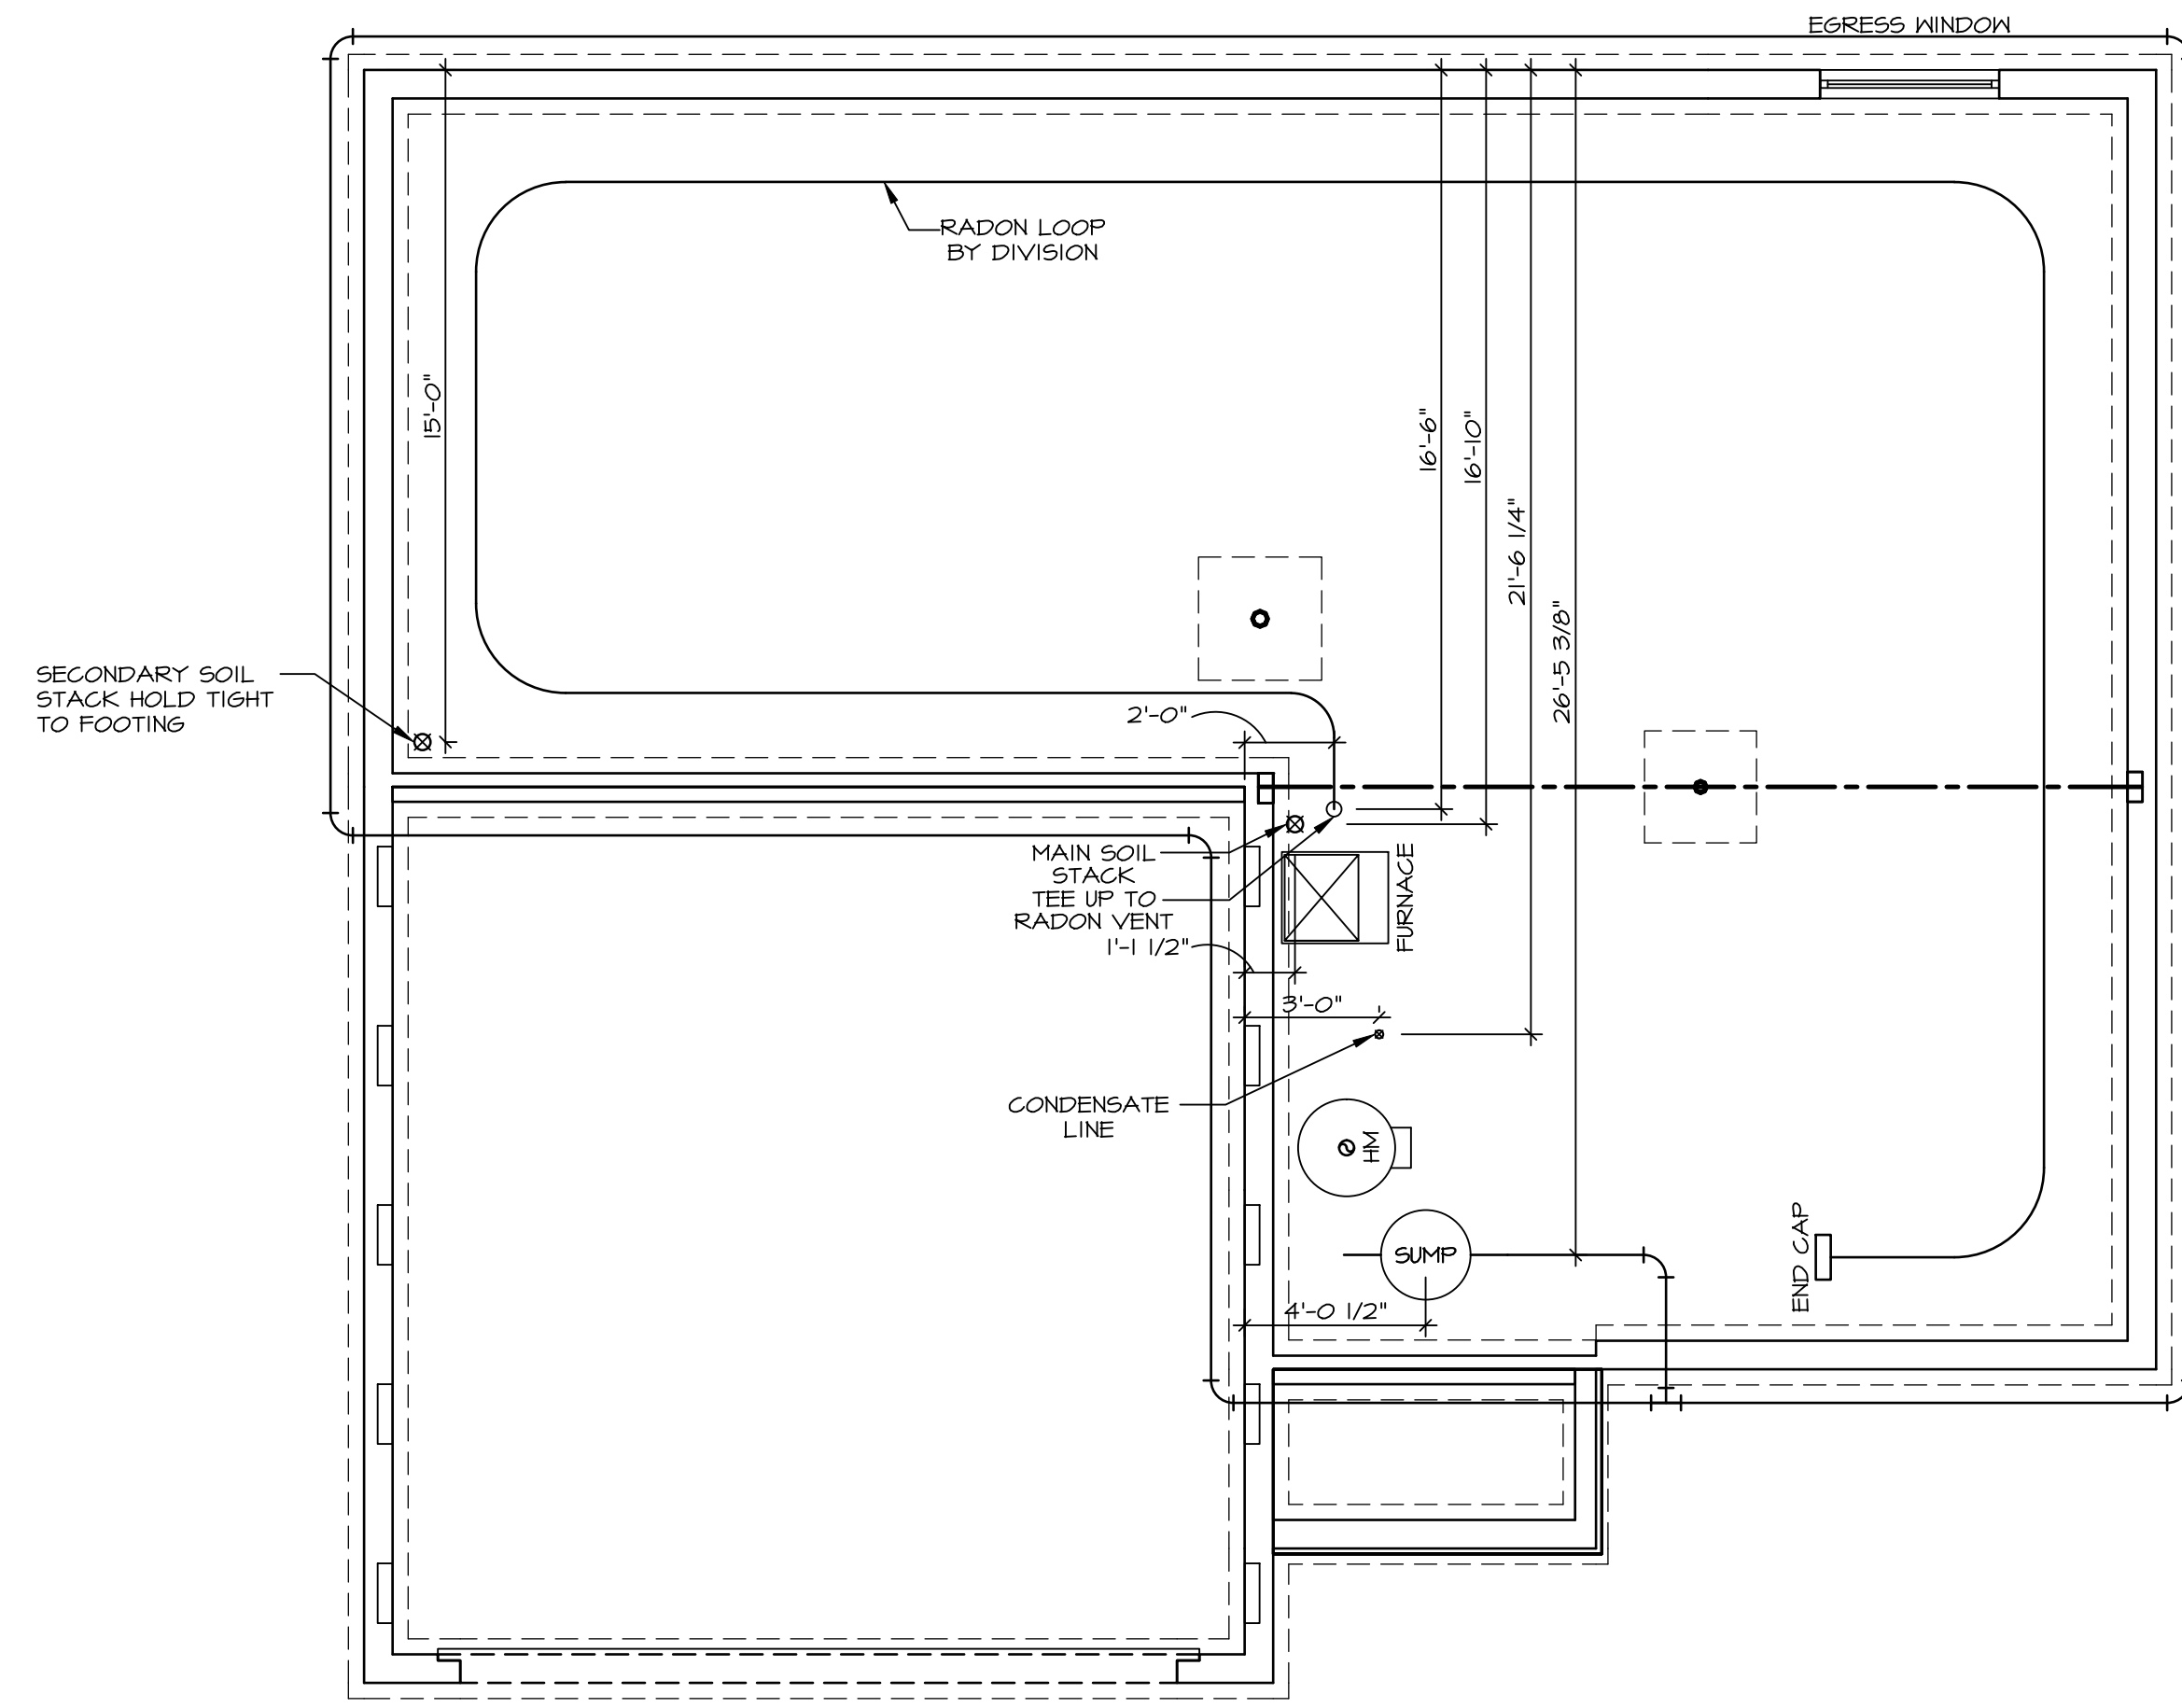 EGRESS WINDOW
RADON LOOP
BY DIVISION
15'-0"
16'-6"
16'-10"
21'-6 1/4"
26'-5 3/8"
SECONDARY SOIL
STACK HOLD TIGHT
TO FOOTING
2'-0"
MAIN SOIL
STACK
TEE UP TO
RADON VENT
1'-1 1/2"
FURNACE
3'-0"
CONDENSATE
LINE
HM
SUMP
END CAP
4'-0 1/2"